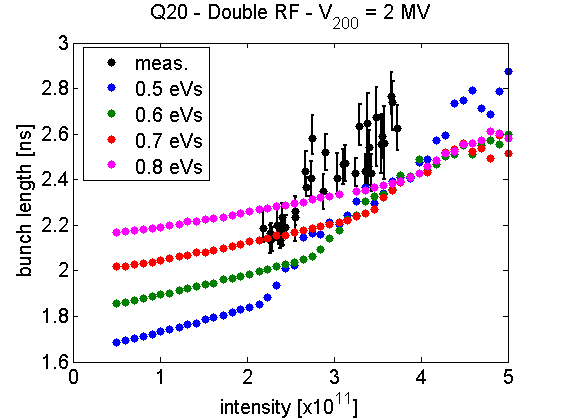 Q20 - Double RF - V200 = 2 MV
3
2.8
2.6
2.4
2.2
2
1.8
1.6
bunch length [ns]
meas.
0.5 eVs
0.6 eVs
0.7 eVs
0.8 eVs
0 1 2 3 4 5
intensity [x10^11]